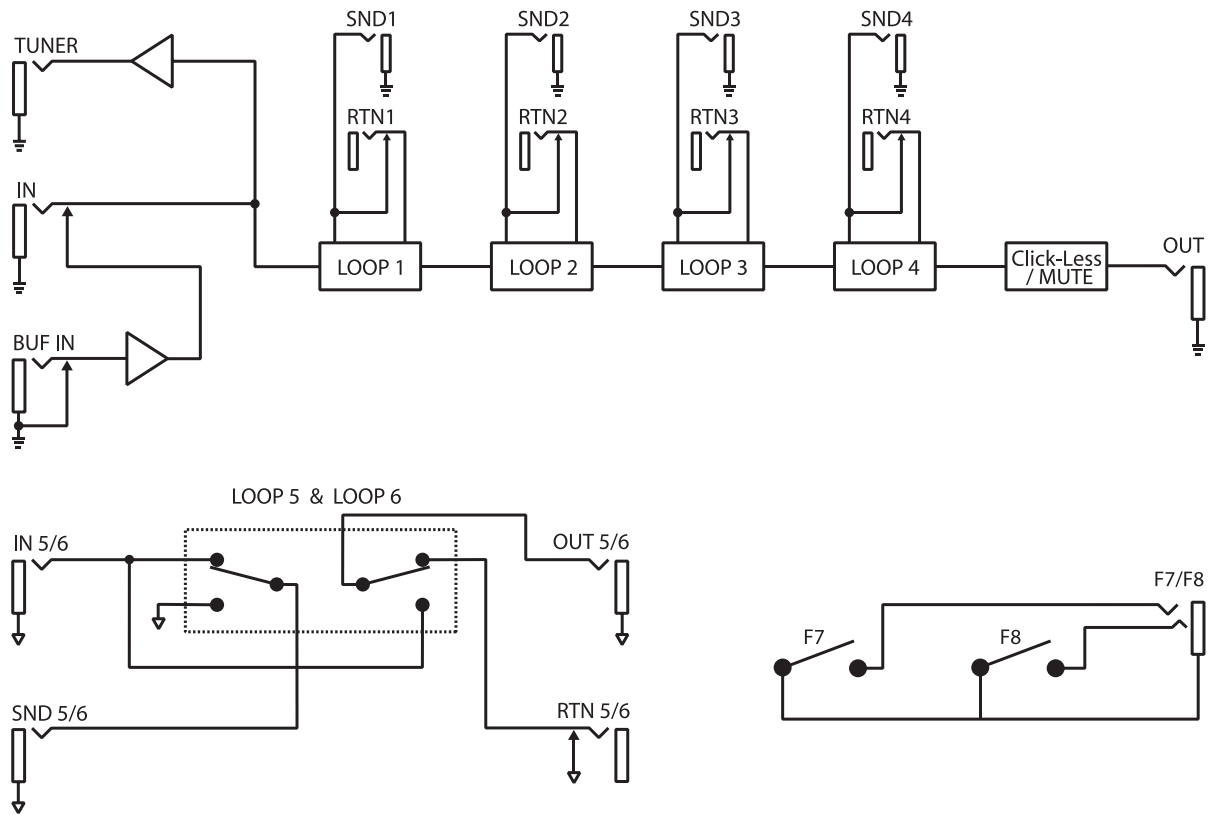 SND1
SND2
SND3
SND4
TUNER
RTN1
RTN2
RTN3
RTN4
IN
LOOP 1
LOOP 2
LOOP 3
LOOP 4
Click-Less
/ MUTE
OUT
BUF IN
LOOP 5 & LOOP 6
IN 5/6
OUT 5/6
F7/F8
F7
F8
SND 5/6
RTN 5/6